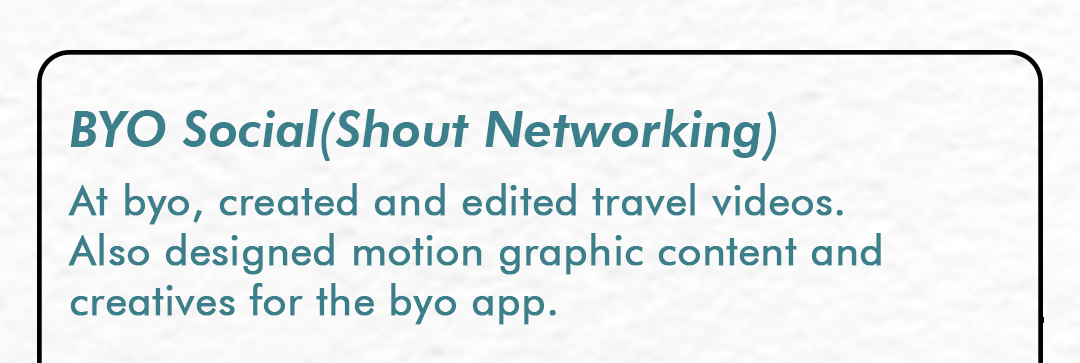 BYO Social(Shout Networking)
At byo, created and edited travel videos.
Also designed motion graphic content and
creatives for the byo app.